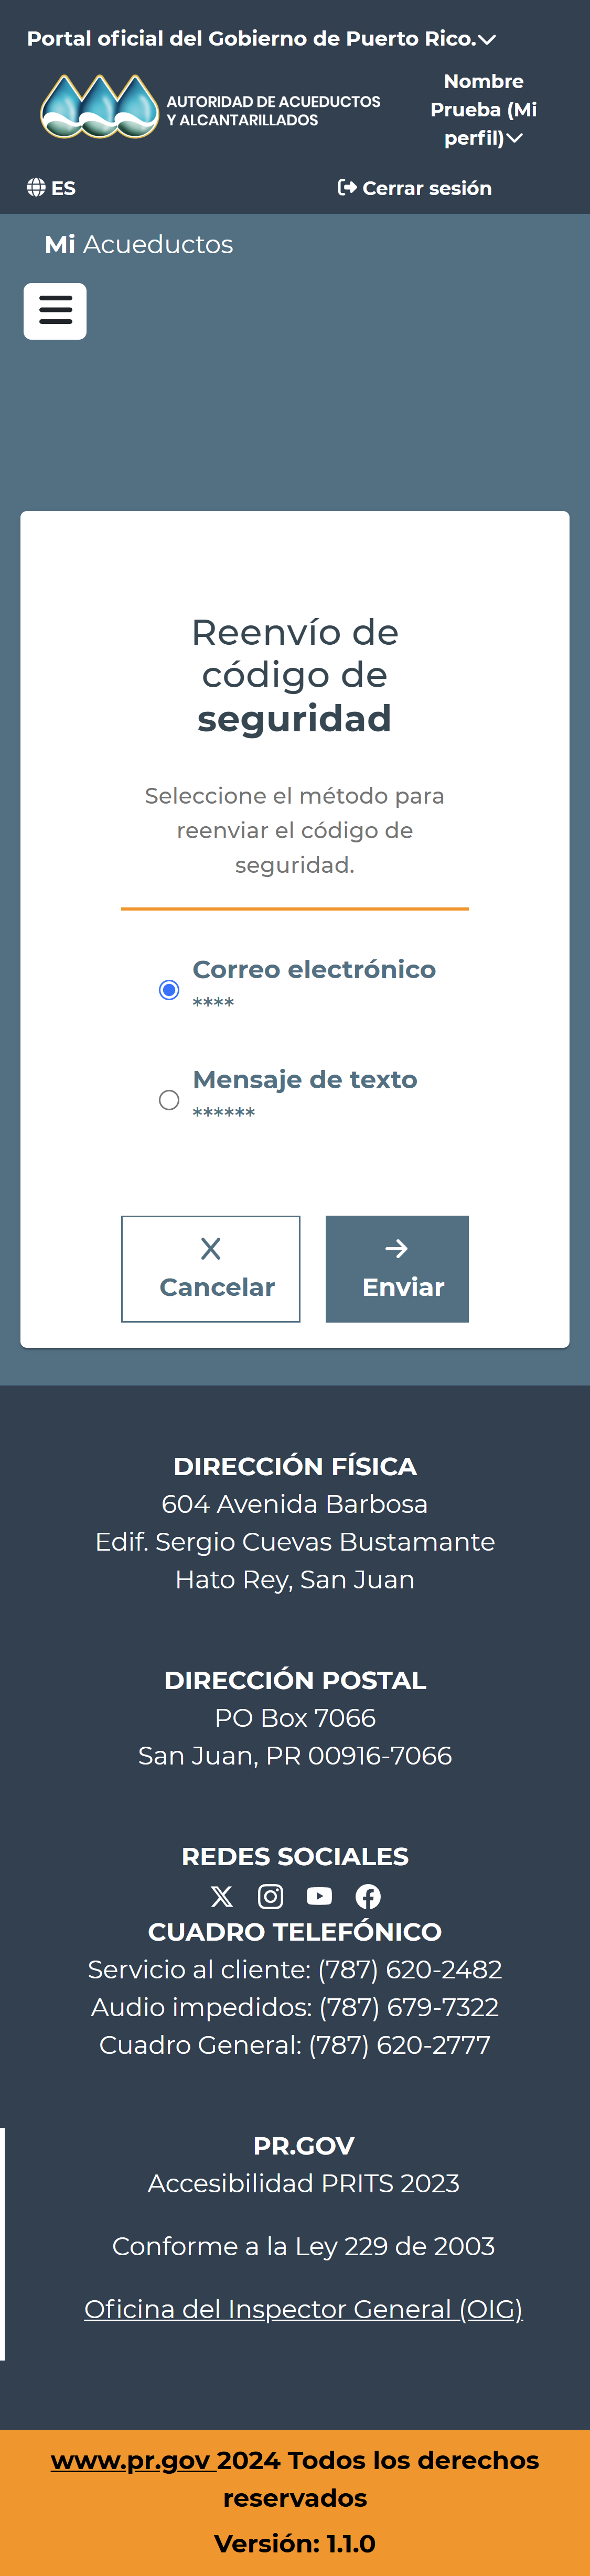 Portal oficial del Gobierno de Puerto Rico.
AUTORIDAD DE ACUEDUCTOS
Y ALCANTARILLADOS
Nombre
Prueba (Mi
perfil)
ES
Cerrar sesión
Mi Acueductos
Reenvío de
código de
seguridad
Seleccione el método para
reenviar el código de
seguridad.
Correo electrónico
****
Mensaje de texto
******
Cancelar
Enviar
DIRECCIÓN FÍSICA
604 Avenida Barbosa
Edif. Sergio Cuevas Bustamante
Hato Rey, San Juan
DIRECCIÓN POSTAL
PO Box 7066
San Juan, PR 00916-7066
REDES SOCIALES
CUADRO TELEFÓNICO
Servicio al cliente: (787) 620-2482
Audio impedidos: (787) 679-7322
Cuadro General: (787) 620-2777
PR.GOV
Accesibilidad PRITS 2023
Conforme a la Ley 229 de 2003
Oficina del Inspector General (OIG)
www.pr.gov 2024 Todos los derechos
reservados
Versión: 1.1.0